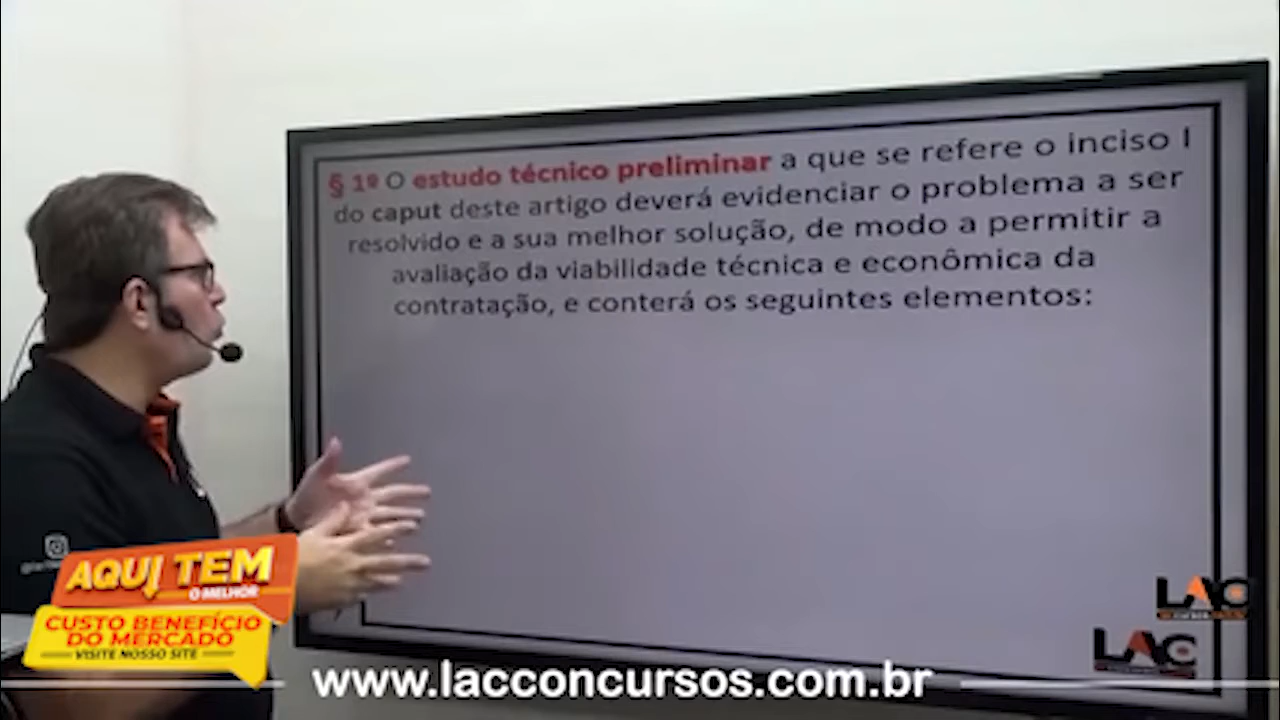 § 1º O estudo técnico preliminar a que se refere o inciso I
do caput deste artigo deverá evidenciar o problema a ser
resolvido e a sua melhor solução, de modo a permitir a
avaliação da viabilidade técnica e econômica da
contratação, e conterá os seguintes elementos:
AQUI TEM
O MELHOR
CUSTO BENEFÍCIO
DO MERCADO
VISITE NOSSO SITE
LAC
LAC
www.lacconcursos.com.br